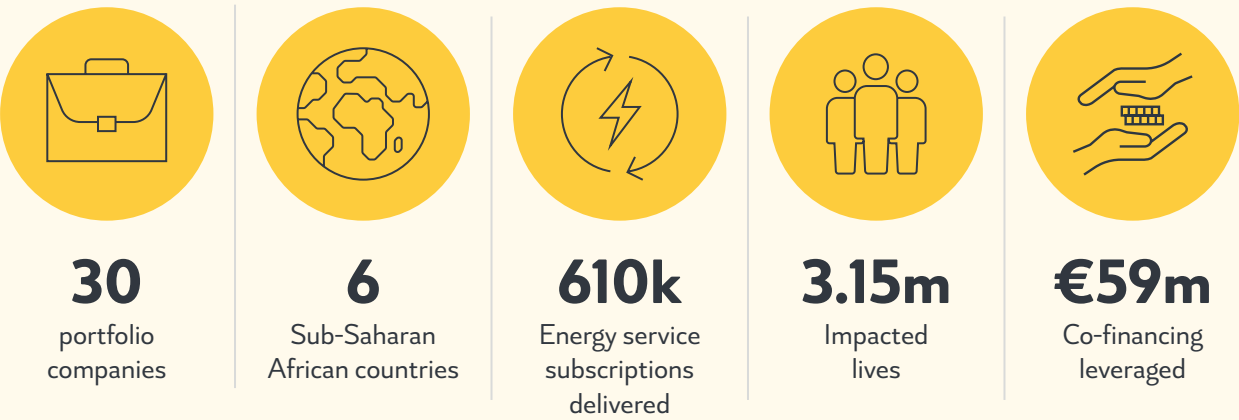 30
portfolio
companies
6
Sub-Saharan
African countries
610k
Energy service
subscriptions
delivered
3.15m
Impacted
lives
€59m
Co-financing
leveraged